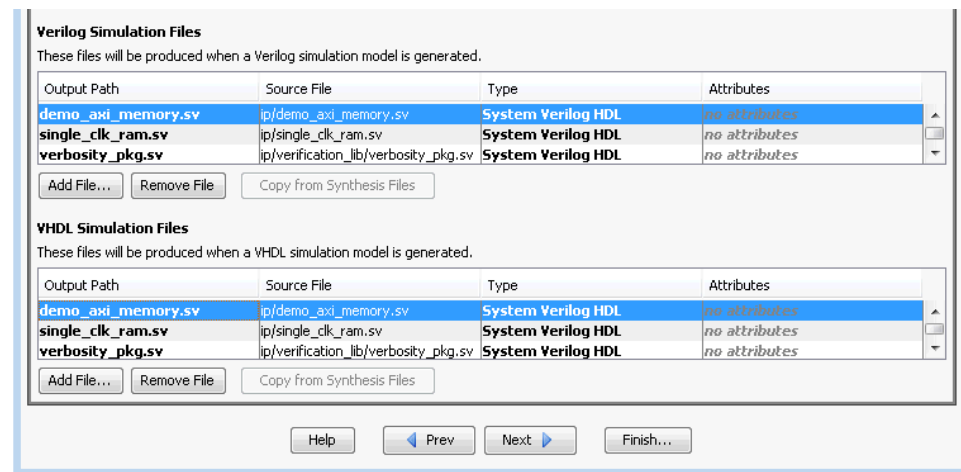 Verilog Simulation Files
These files will be produced when a Verilog simulation model is generated.
Output Path Source File Type Attributes
demo_axi_memory.sv ip/demo_axi_memory.sv System Verilog HDL no attributes
single_clk_ram.sv ip/single_clk_ram.sv System Verilog HDL no attributes
verbosity_pkg.sv ip/verification_lib/verbosity_pkg.sv System Verilog HDL no attributes
Add File... Remove File Copy from Synthesis Files
VHDL Simulation Files
These files will be produced when a VHDL simulation model is generated.
Output Path Source File Type Attributes
demo_axi_memory.sv ip/demo_axi_memory.sv System Verilog HDL no attributes
single_clk_ram.sv ip/single_clk_ram.sv System Verilog HDL no attributes
verbosity_pkg.sv ip/verification_lib/verbosity_pkg.sv System Verilog HDL no attributes
Add File... Remove File Copy from Synthesis Files
Help Prev Next Finish...